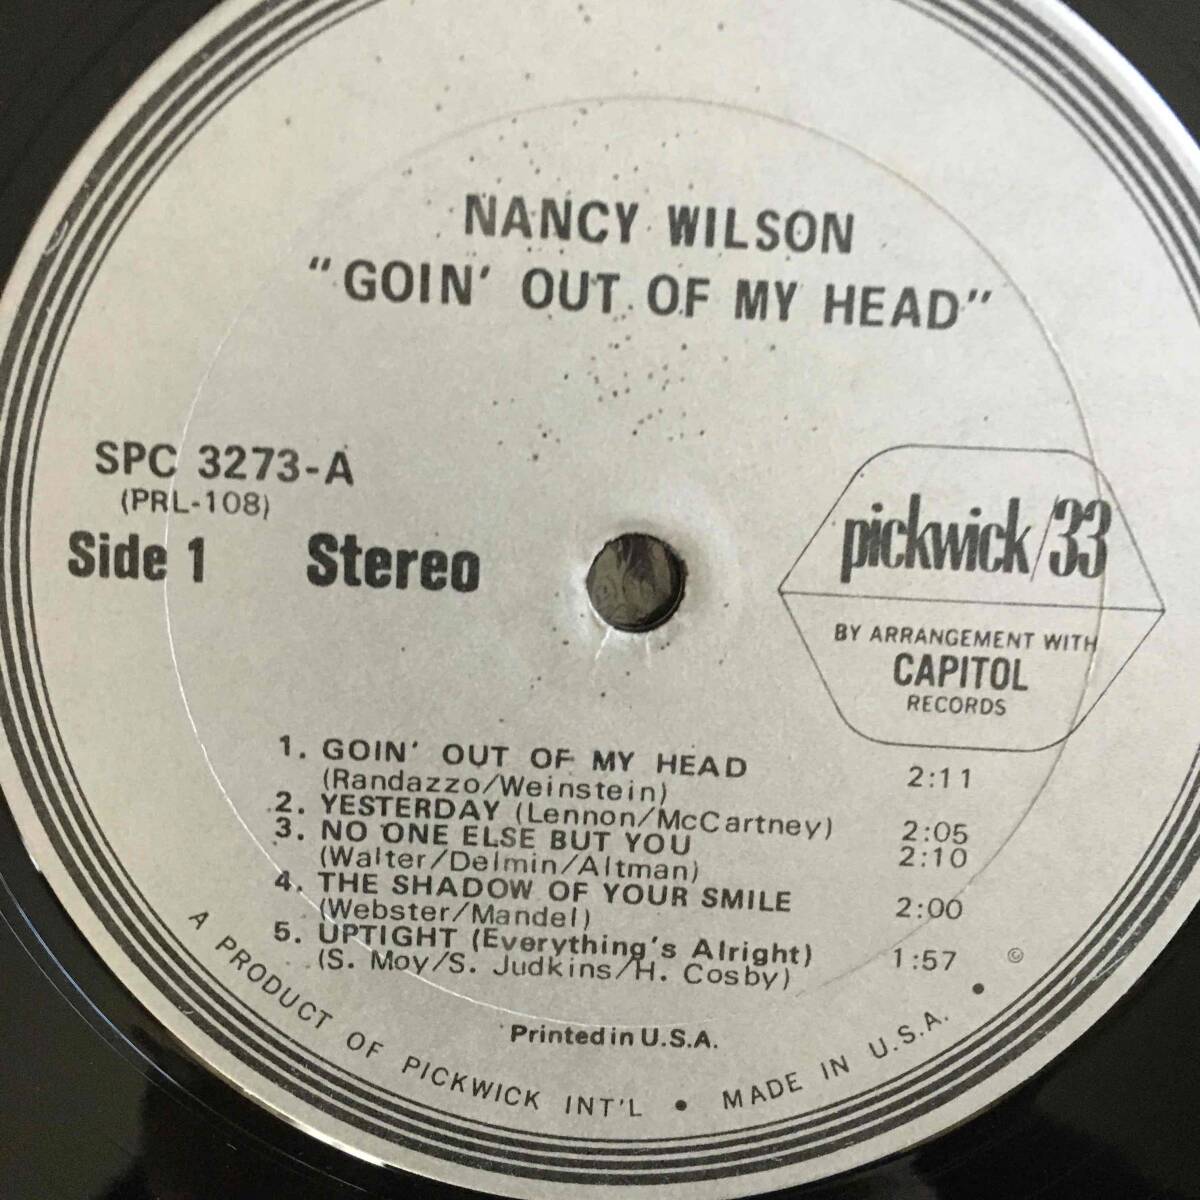 NANCY WILSON
"GOIN' OUT OF MY HEAD"
SPC 3273-A
(PRL-108)
Side 1 Stereo
pickwick/33
BY ARRANGEMENT WITH
CAPITOL
RECORDS
1. GOIN' OUT OF MY HEAD 2:11
(Randazzo/Weinstein)
2. YESTERDAY (Lennon/McCartney) 2:05
3. NO ONE ELSE BUT YOU 2:10
(Walter/Delmin/Altman)
4. THE SHADOW OF YOUR SMILE 2:00
(Webster/Mandel)
5. UPTIGHT (Everything's Alright) 1:57 ©
(S. Moy/S. Judkins/H. Cosby)
Printed in U.S.A.
A PRODUCT OF PICKWICK INT'L • MADE IN U.S.A. •